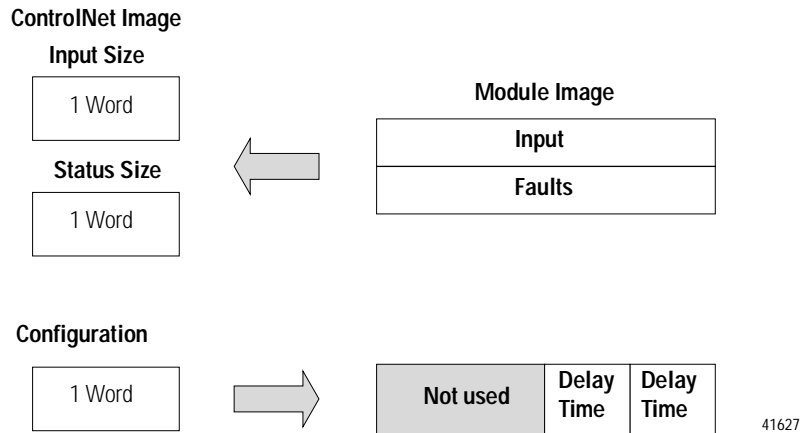 ControlNet Image
Input Size
1 Word
Status Size
1 Word
Module Image
Input
Faults
Configuration
1 Word
Not used
Delay
Time
Delay
Time
41627